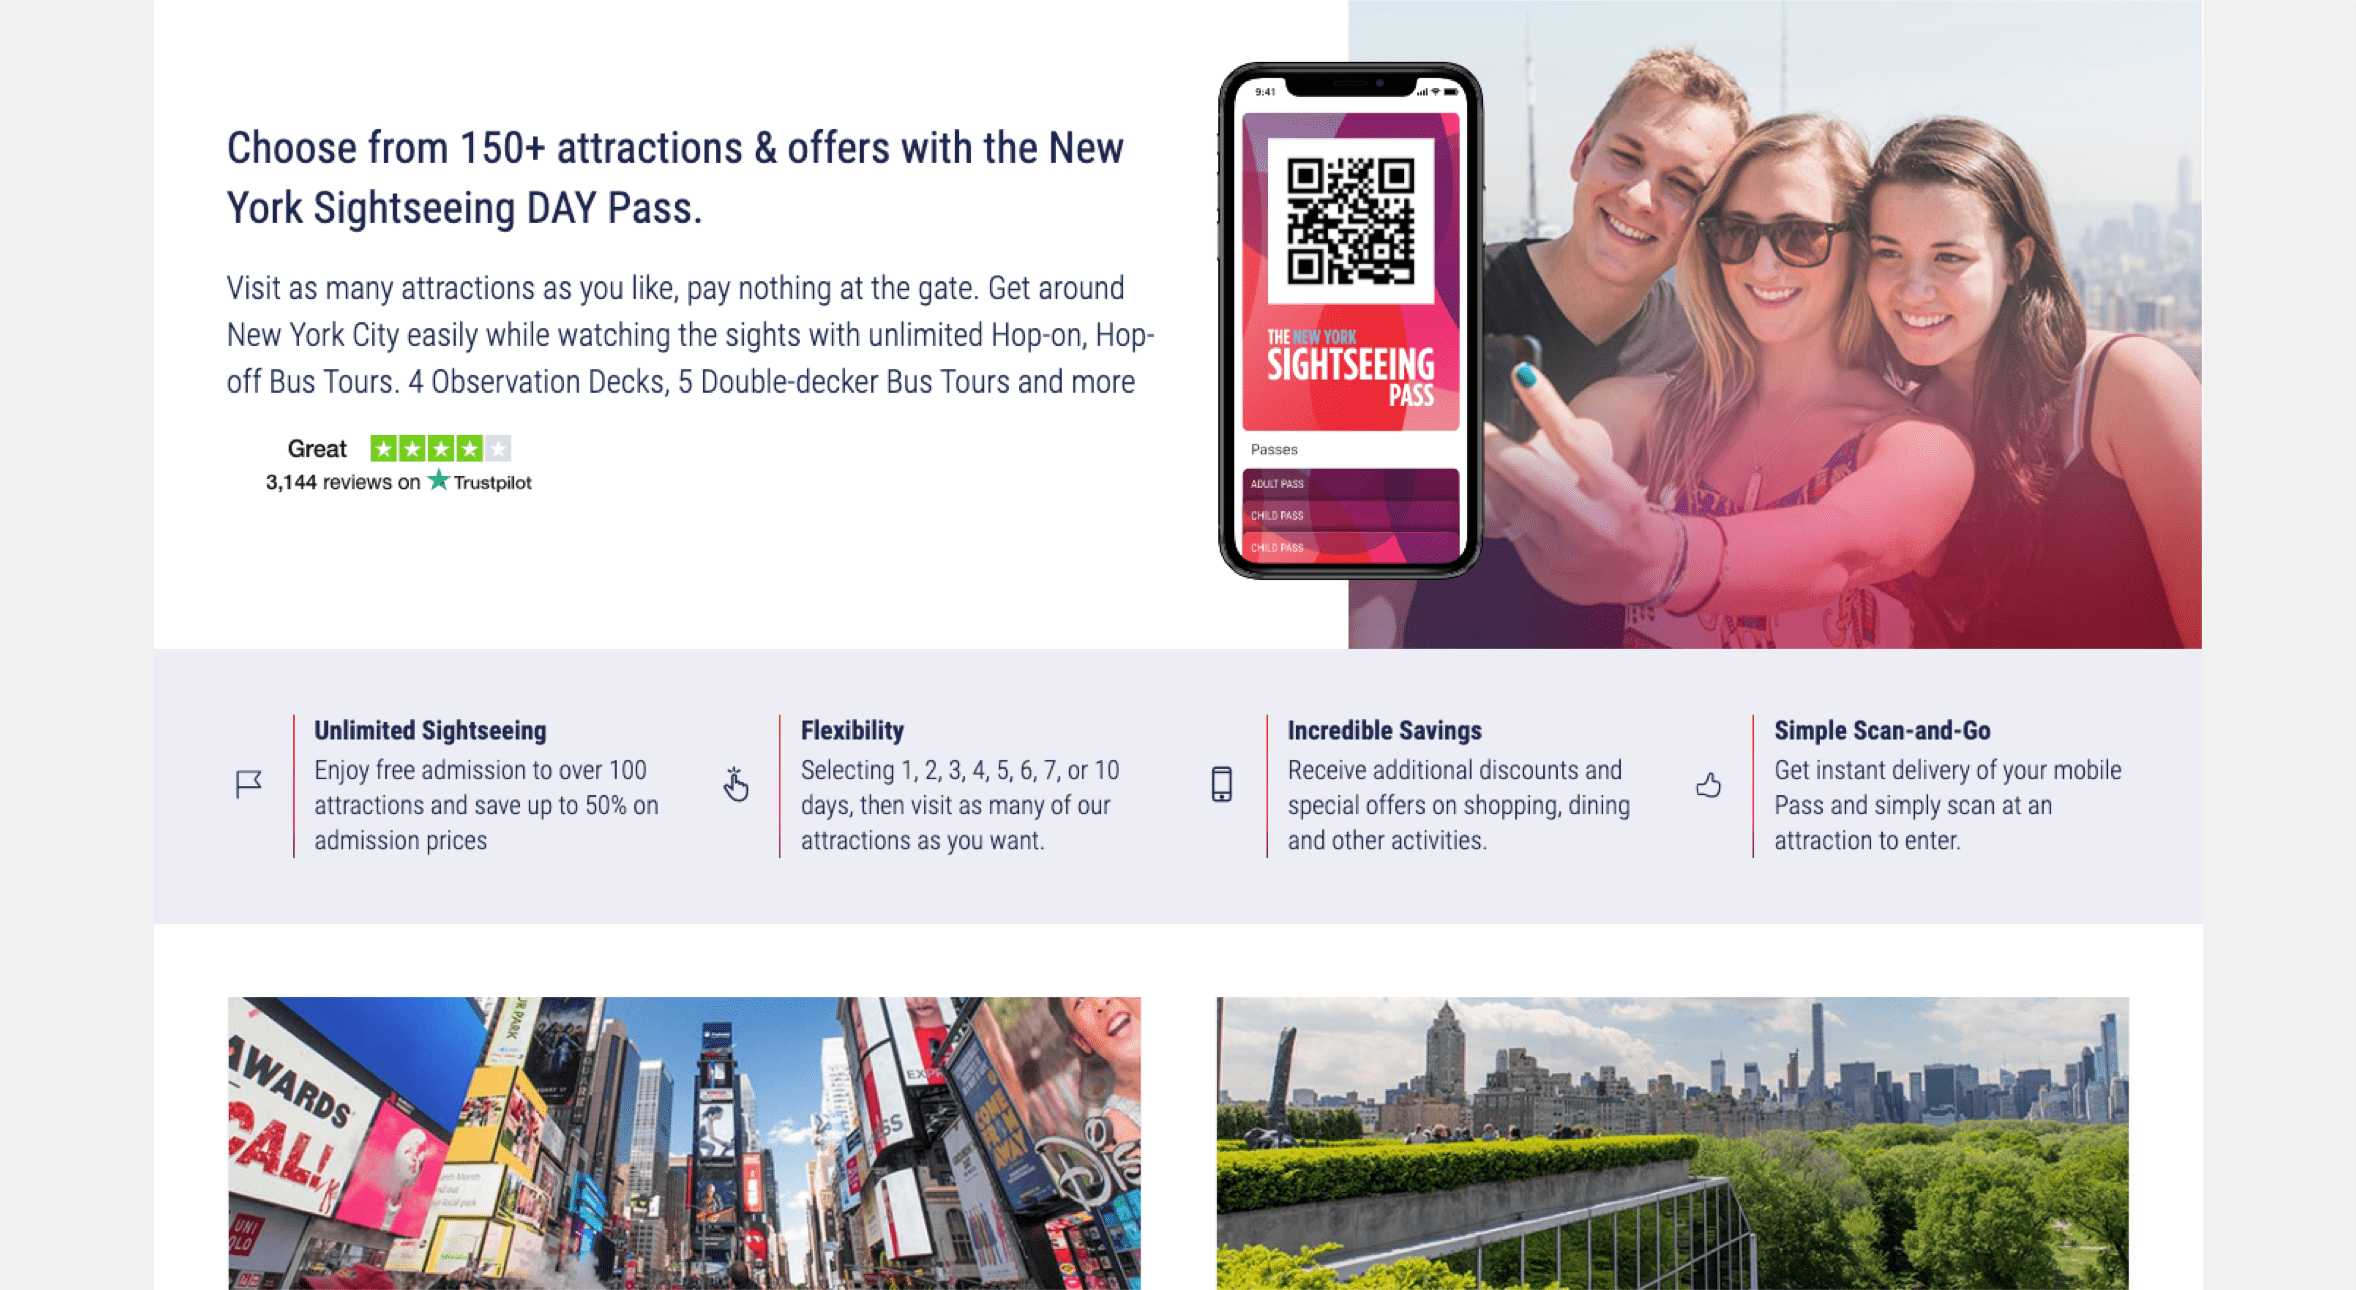 Choose from 150+ attractions & offers with the New
York Sightseeing DAY Pass.
Visit as many attractions as you like, pay nothing at the gate. Get around
New York City easily while watching the sights with unlimited Hop-on, Hop-
off Bus Tours. 4 Observation Decks, 5 Double-decker Bus Tours and more
Great
3,144 reviews on Trustpilot
9:41
THE NEW YORK
SIGHTSEEING
PASS
Passes
ADULT PASS
CHILD PASS
CHILD PASS
Unlimited Sightseeing
Enjoy free admission to over 100
attractions and save up to 50% on
admission prices
Flexibility
Selecting 1, 2, 3, 4, 5, 6, 7, or 10
days, then visit as many of our
attractions as you want.
Incredible Savings
Receive additional discounts and
special offers on shopping, dining
and other activities.
Simple Scan-and-Go
Get instant delivery of your mobile
Pass and simply scan at an
attraction to enter.
AWARDS
CAL!
PARK
UNI
QLO